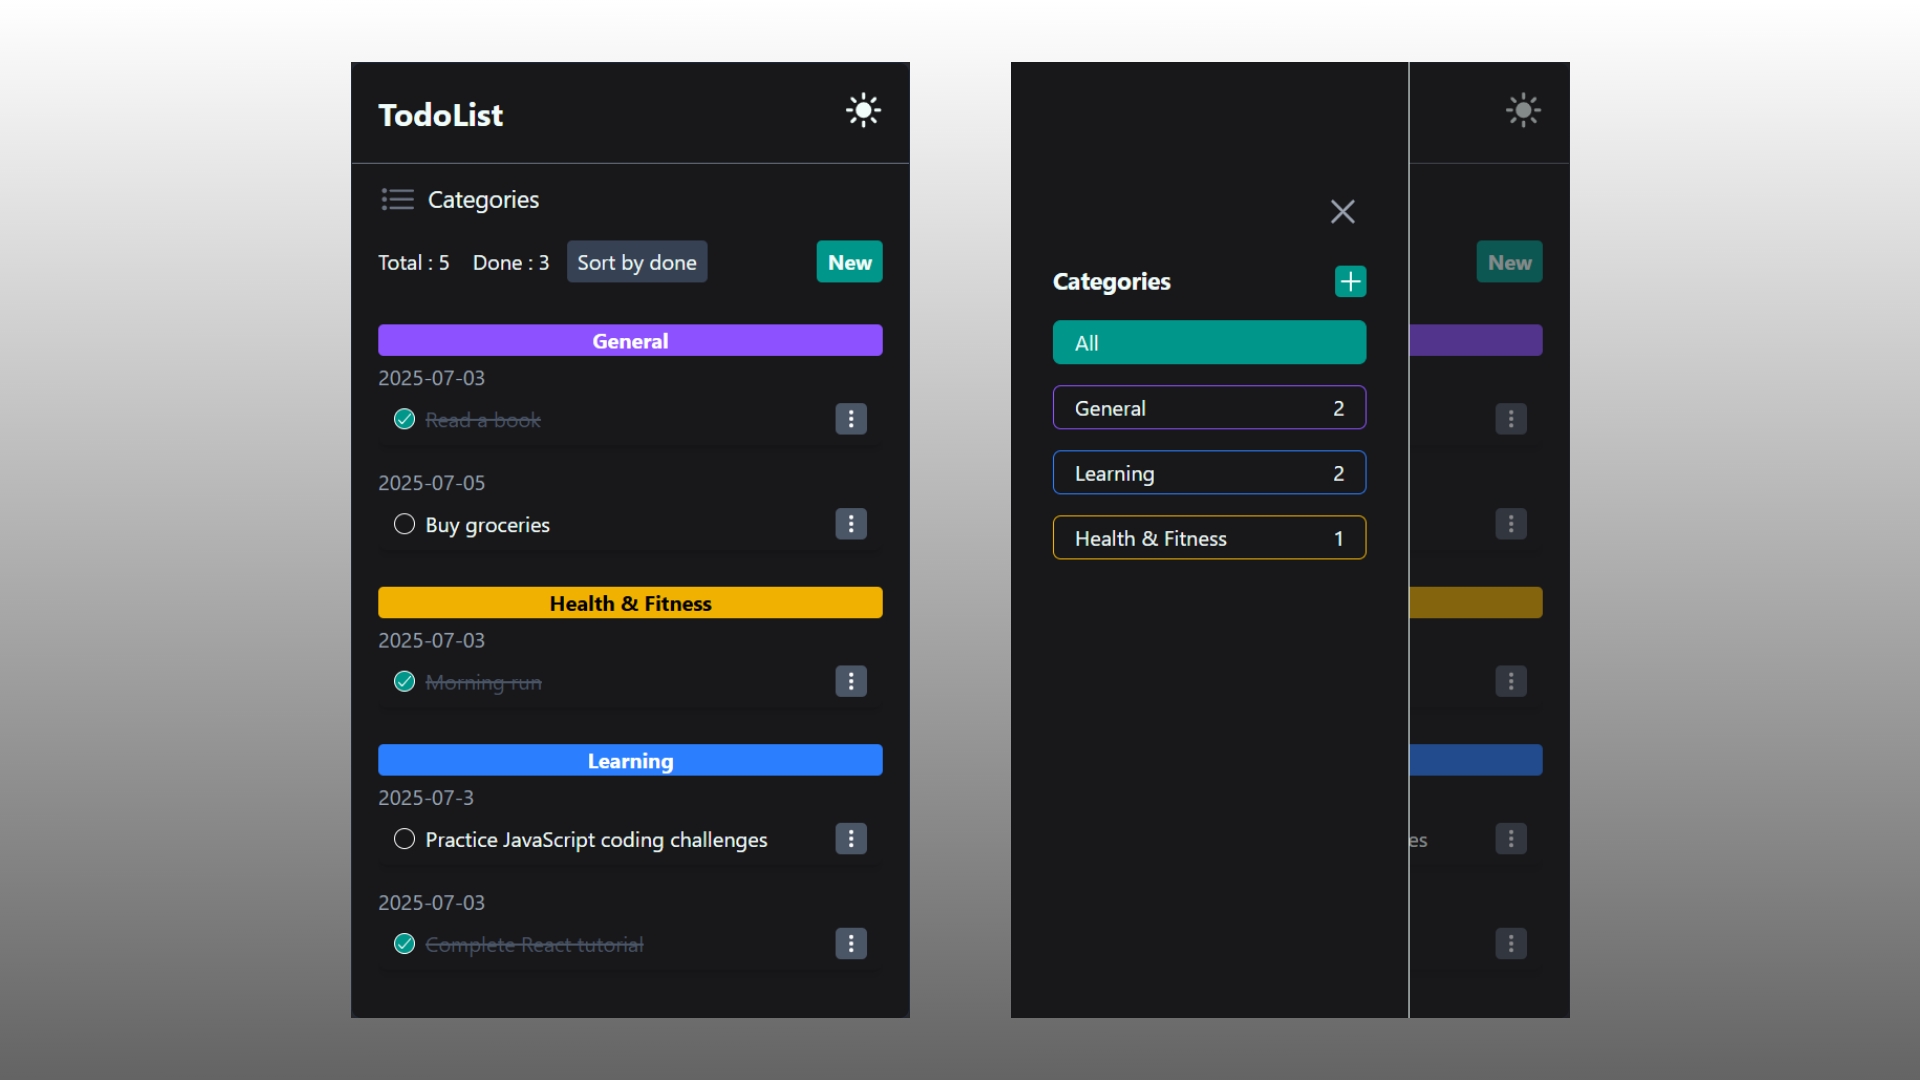 TodoList
Categories
Total : 5 Done : 3 Sort by done New
General
2025-07-03
Read a book
2025-07-05
Buy groceries
Health & Fitness
2025-07-03
Morning run
Learning
2025-07-3
Practice JavaScript coding challenges
2025-07-03
Complete React tutorial
New
Categories
All
General 2
Learning 2
Health & Fitness 1
es